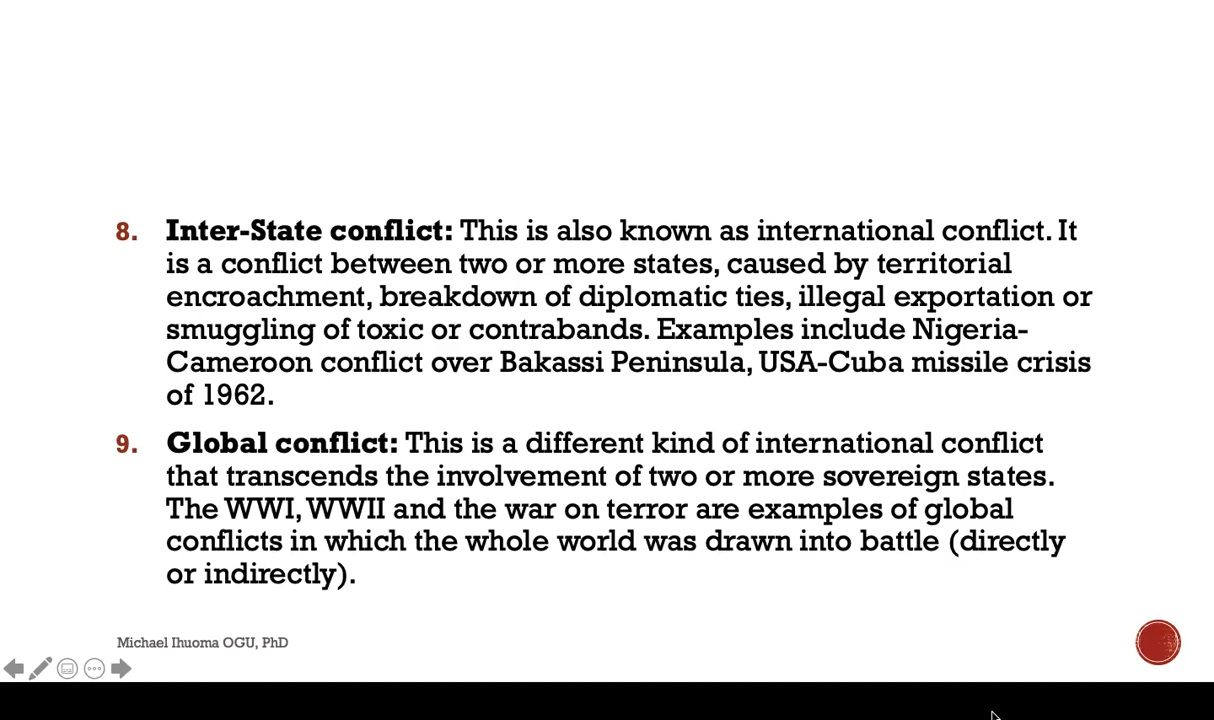 8. Inter-State conflict: This is also known as international conflict. It
is a conflict between two or more states, caused by territorial
encroachment, breakdown of diplomatic ties, illegal exportation or
smuggling of toxic or contrabands. Examples include Nigeria-
Cameroon conflict over Bakassi Peninsula, USA-Cuba missile crisis
of 1962.
9. Global conflict: This is a different kind of international conflict
that transcends the involvement of two or more sovereign states.
The WWI, WWII and the war on terror are examples of global
conflicts in which the whole world was drawn into battle (directly
or indirectly).
Michael Ihuoma OGU, PhD